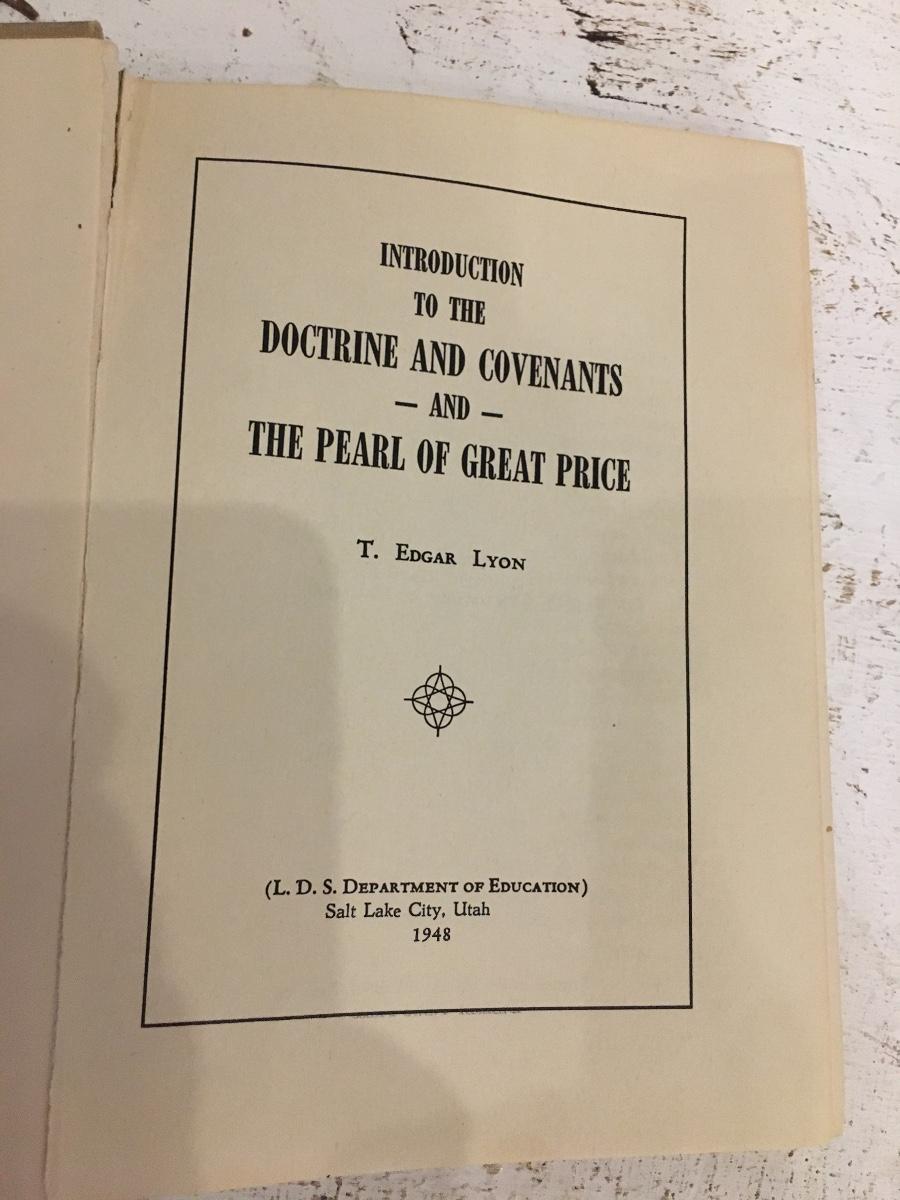 INTRODUCTION
TO THE
DOCTRINE AND COVENANTS
— AND —
THE PEARL OF GREAT PRICE
T. EDGAR LYON
(L. D. S. DEPARTMENT OF EDUCATION)
Salt Lake City, Utah
1948